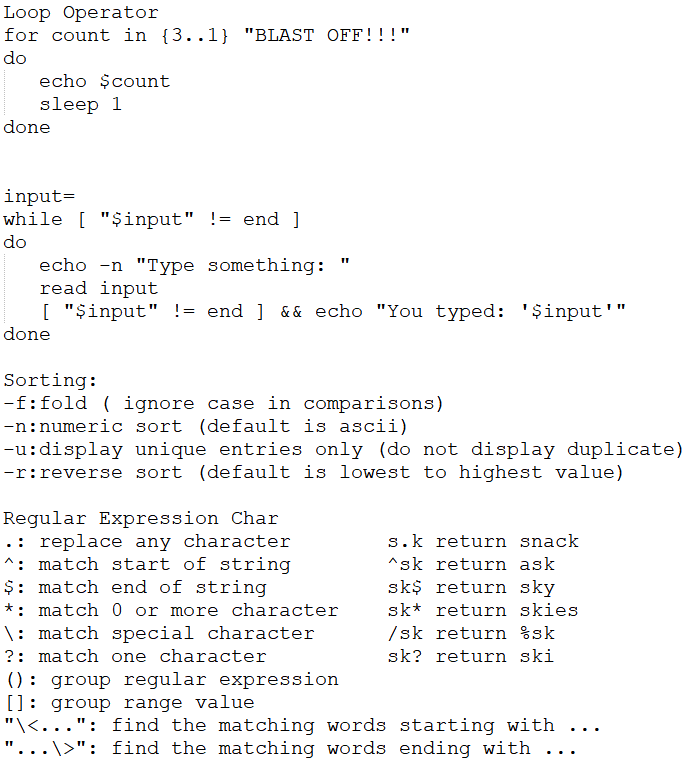 Loop Operator
for count in {3..1} "BLAST OFF!!!"
do
   echo $count
   sleep 1
done
input=
while [ "$input" != end ]
do
   echo -n "Type something: "
   read input
   [ "$input" != end ] && echo "You typed: '$input'"
done
Sorting:
-f:fold ( ignore case in comparisons)
-n:numeric sort (default is ascii)
-u:display unique entries only (do not display duplicate)
-r:reverse sort (default is lowest to highest value)
Regular Expression Char
.: replace any character        s.k return snack
^: match start of string        ^sk return ask
$: match end of string          sk$ return sky
*: match 0 or more character    sk* return skies
\: match special character      /sk return %sk
?: match one character          sk? return ski
(): group regular expression
[]: group range value
"\<...": find the matching words starting with ...
"...\>": find the matching words ending with ...